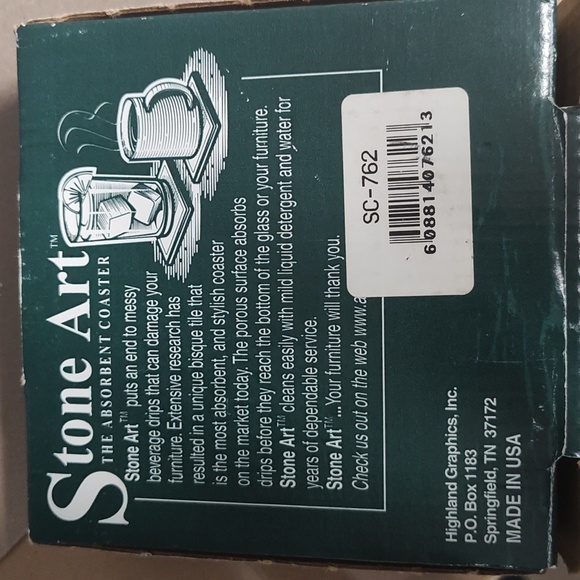 Stone Art™
THE ABSORBENT COASTER
Stone Art™ puts an end to messy
beverage drips that can damage your
furniture. Extensive research has
resulted in a unique bisque tile that
is the most absorbent, and stylish coaster
on the market today. The porous surface absorbs
drips before they reach the bottom of the glass or your furniture.
Stone Art™ cleans easily with mild liquid detergent and water for
years of dependable service.
Stone Art™... Your furniture will thank you.
Check us out on the web www.a
SC-762
6 08814 07621 3
Highland Graphics, Inc.
P.O. Box 1183
Springfield, TN 37172
MADE IN USA